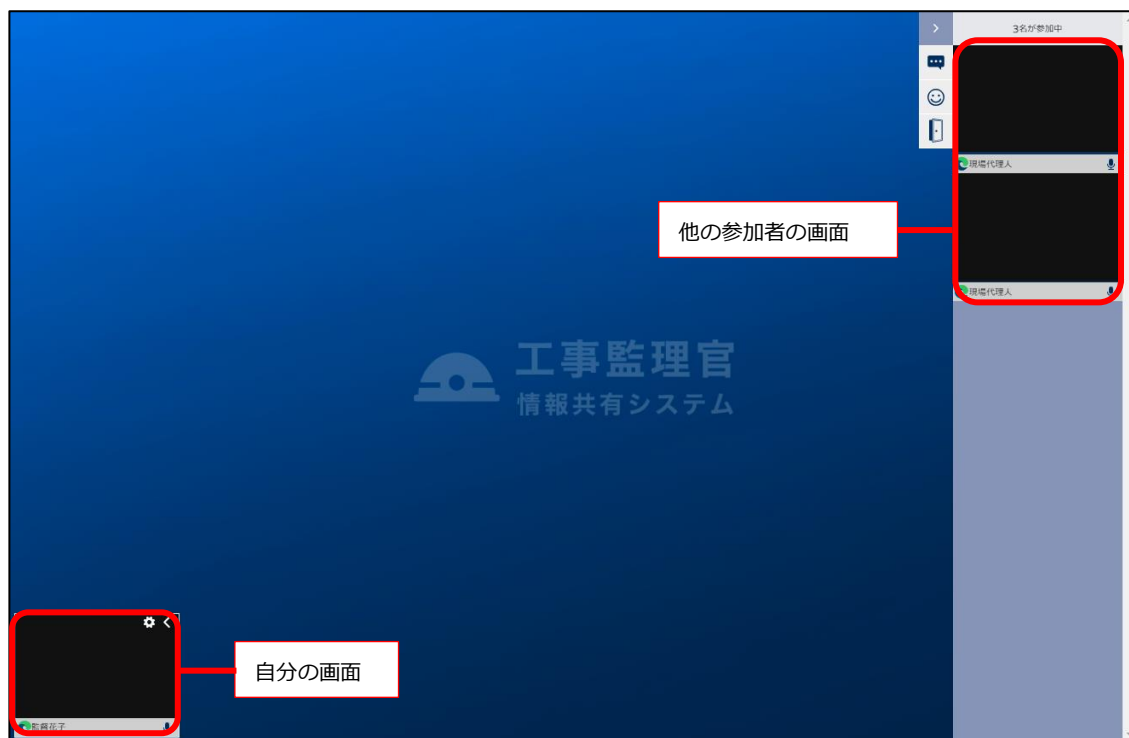 3名が参加中
現場代理人
他の参加者の画面
現場代理人
工事監理官
情報共有システム
自分の画面
監督花子